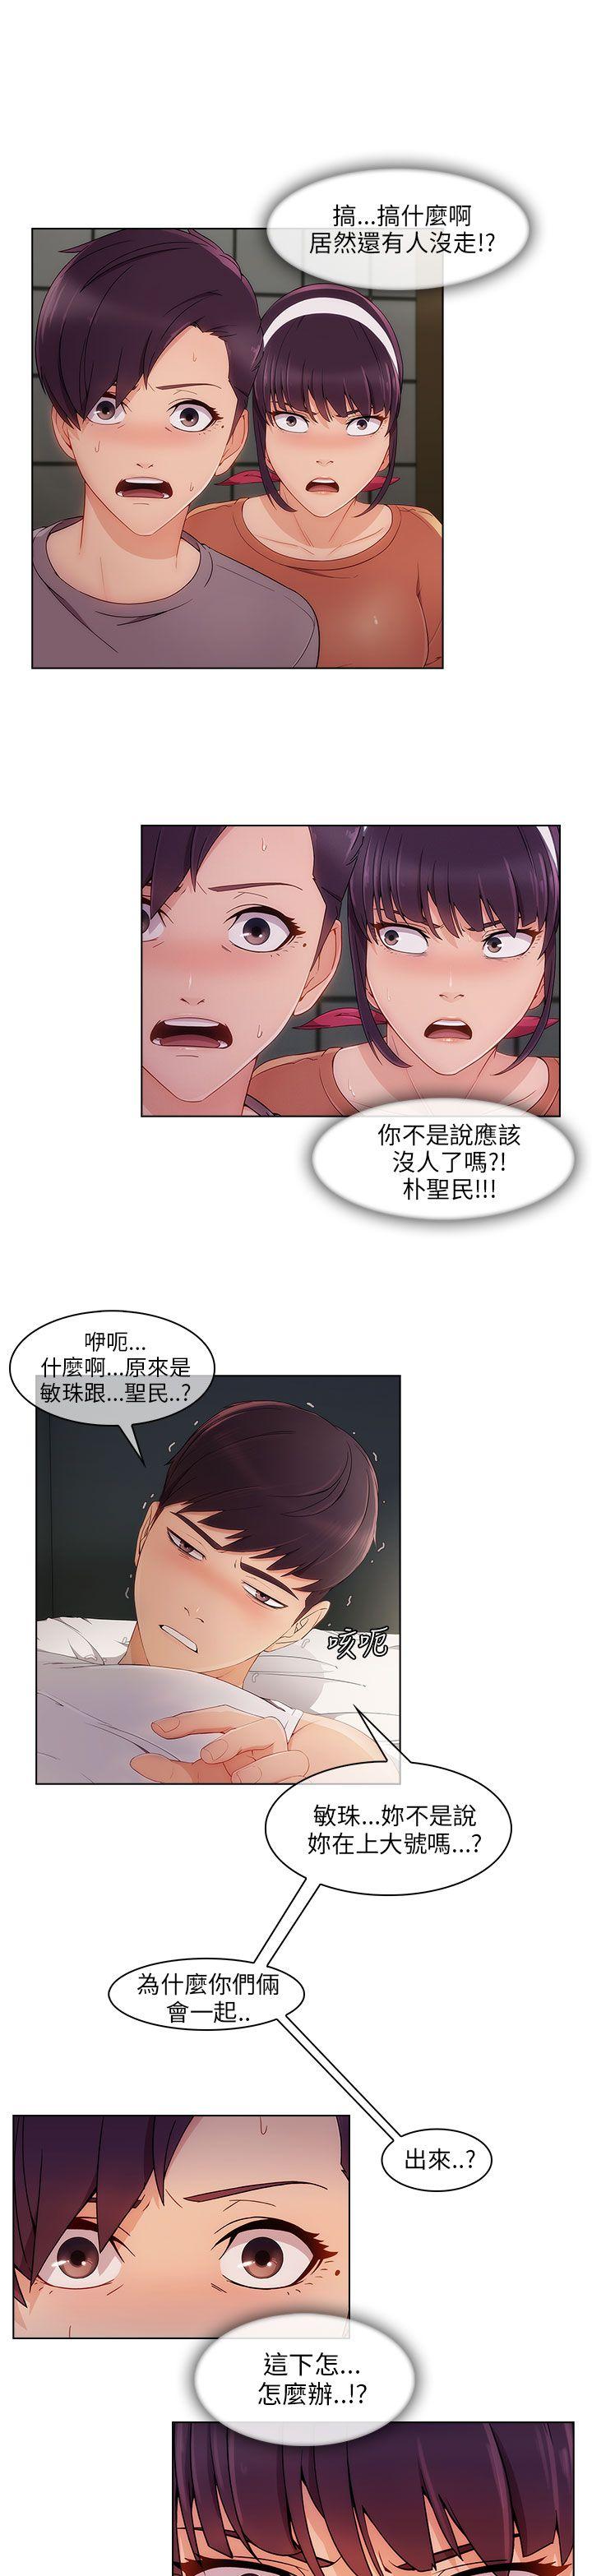 搞...搞什麼啊
居然還有人沒走!?
你不是說應該
沒人了嗎?!
朴聖民!!!
咿呃...
什麼啊...原來是
敏珠跟...聖民..?
咳呃
敏珠...妳不是說
妳在上大號嗎...?
為什麼你們倆
會一起..
出來..?
這下怎...
怎麼辦..!?